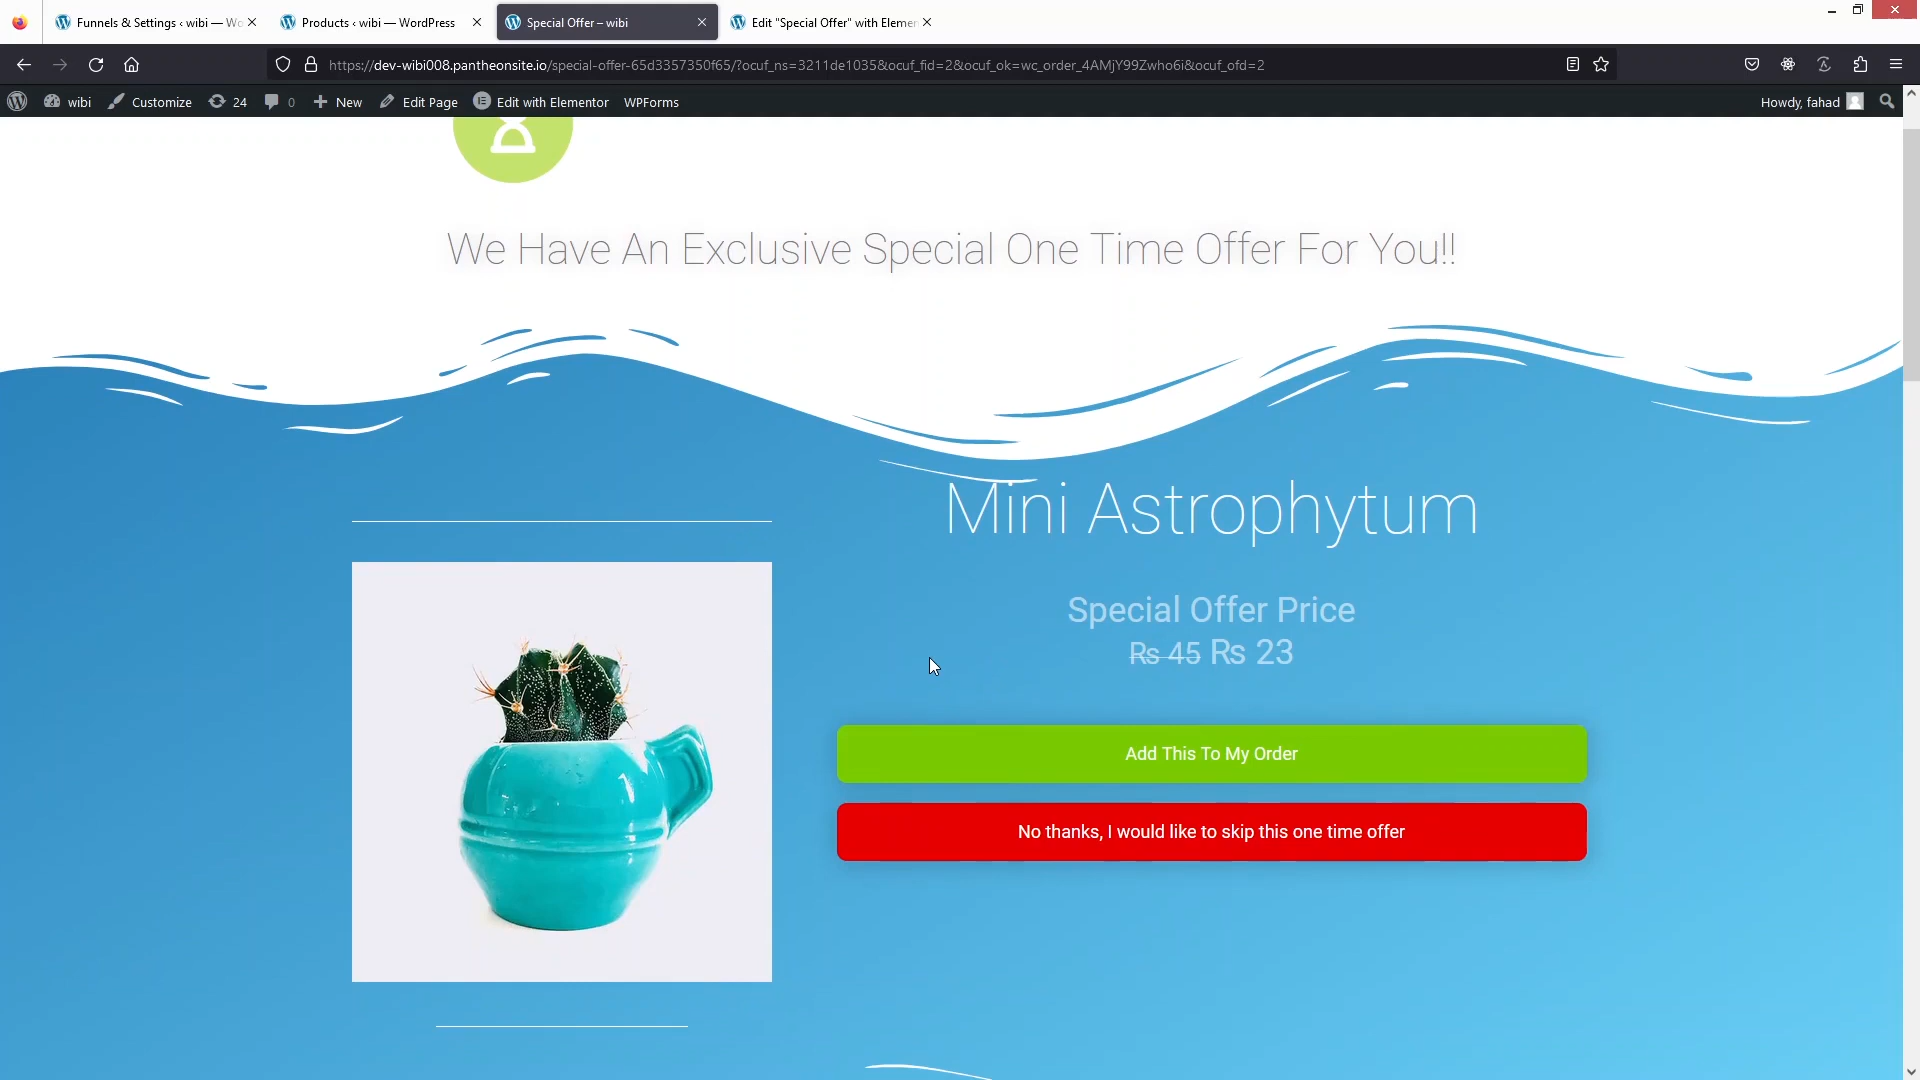 Funnels & Settings ‹ wibi — Wo
Products ‹ wibi — WordPress
Special Offer – wibi
Edit "Special Offer" with Elemen
https://dev-wibi008.pantheonsite.io/special-offer-65d3357350f65/?ocuf_ns=3211de1035&ocuf_fid=2&ocuf_ok=wc_order_4AMjY99Zwho6i&ocuf_ofd=2
wibi
Customize
24
0
New
Edit Page
Edit with Elementor
WPForms
Howdy, fahad
We Have An Exclusive Special One Time Offer For You!!
Mini Astrophytum
Special Offer Price
₨ 45 ₨ 23
Add This To My Order
No thanks, I would like to skip this one time offer